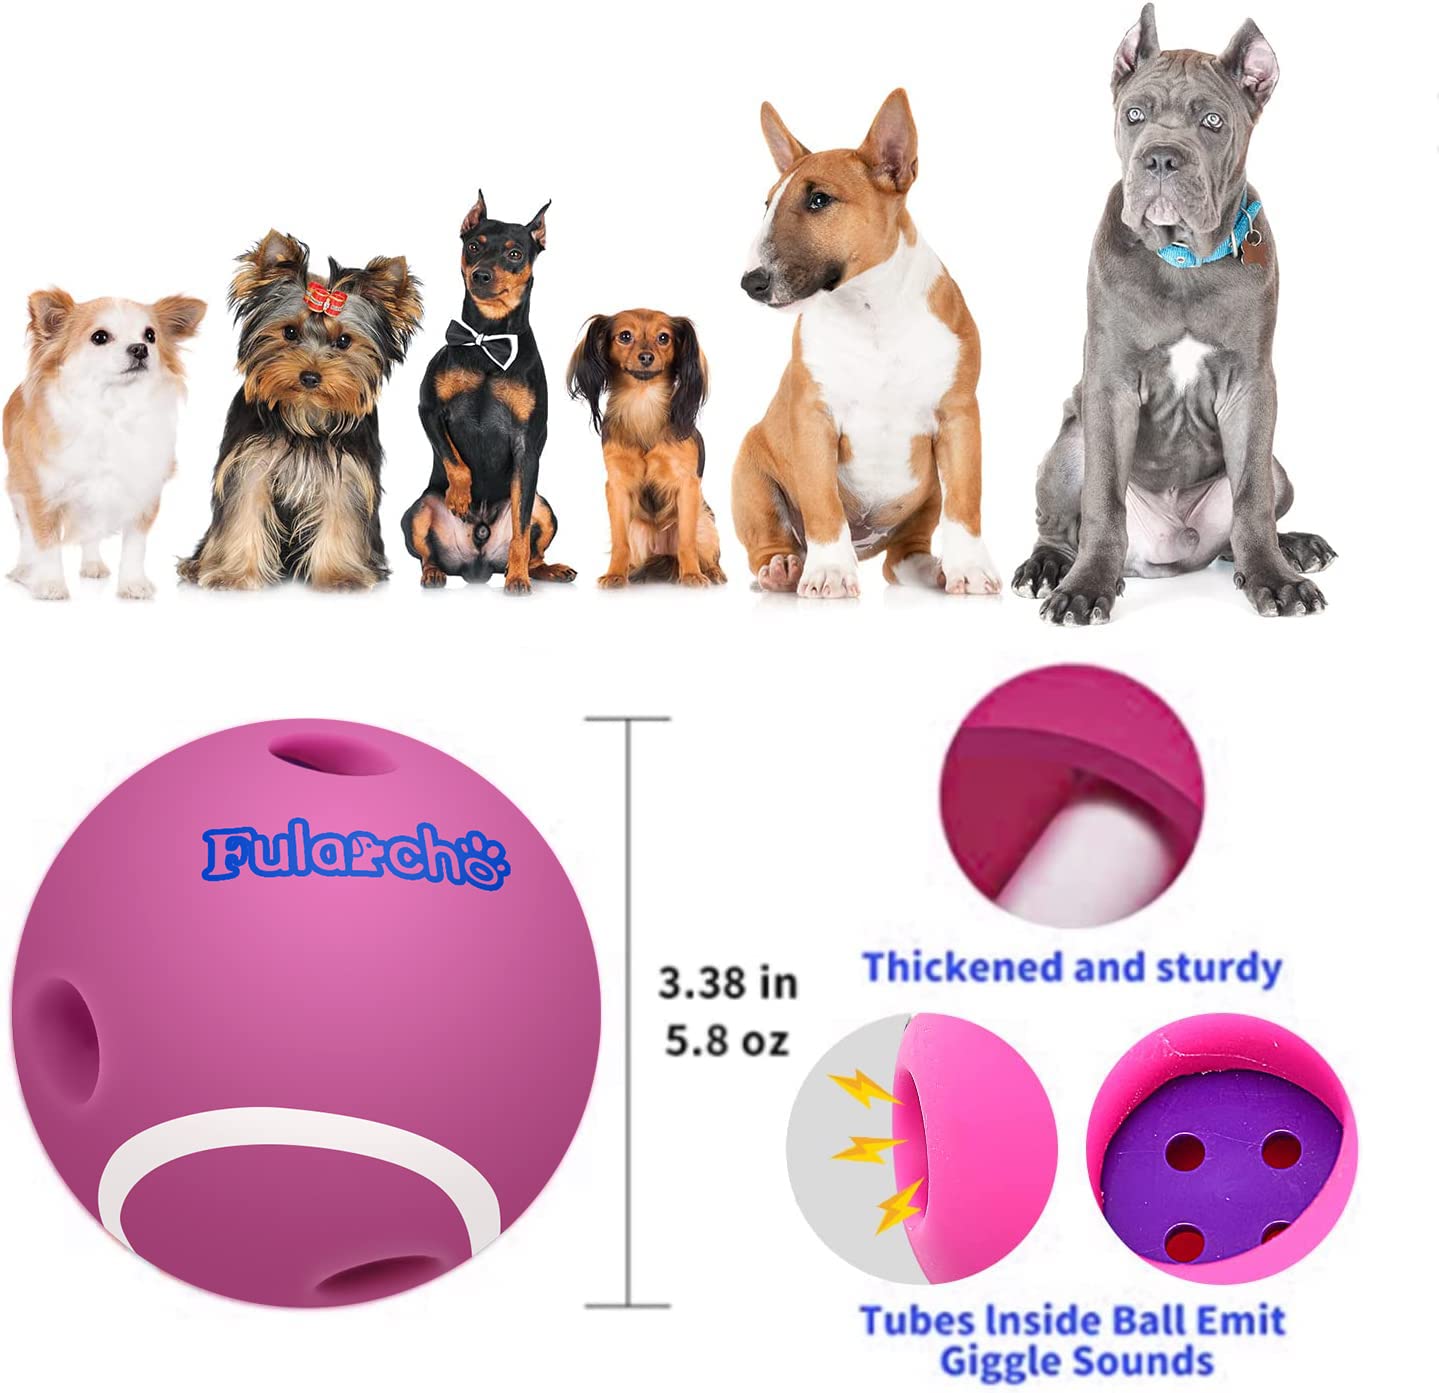 Fularcho
3.38 in
5.8 oz
Thickened and sturdy
Tubes Inside Ball Emit
Giggle Sounds